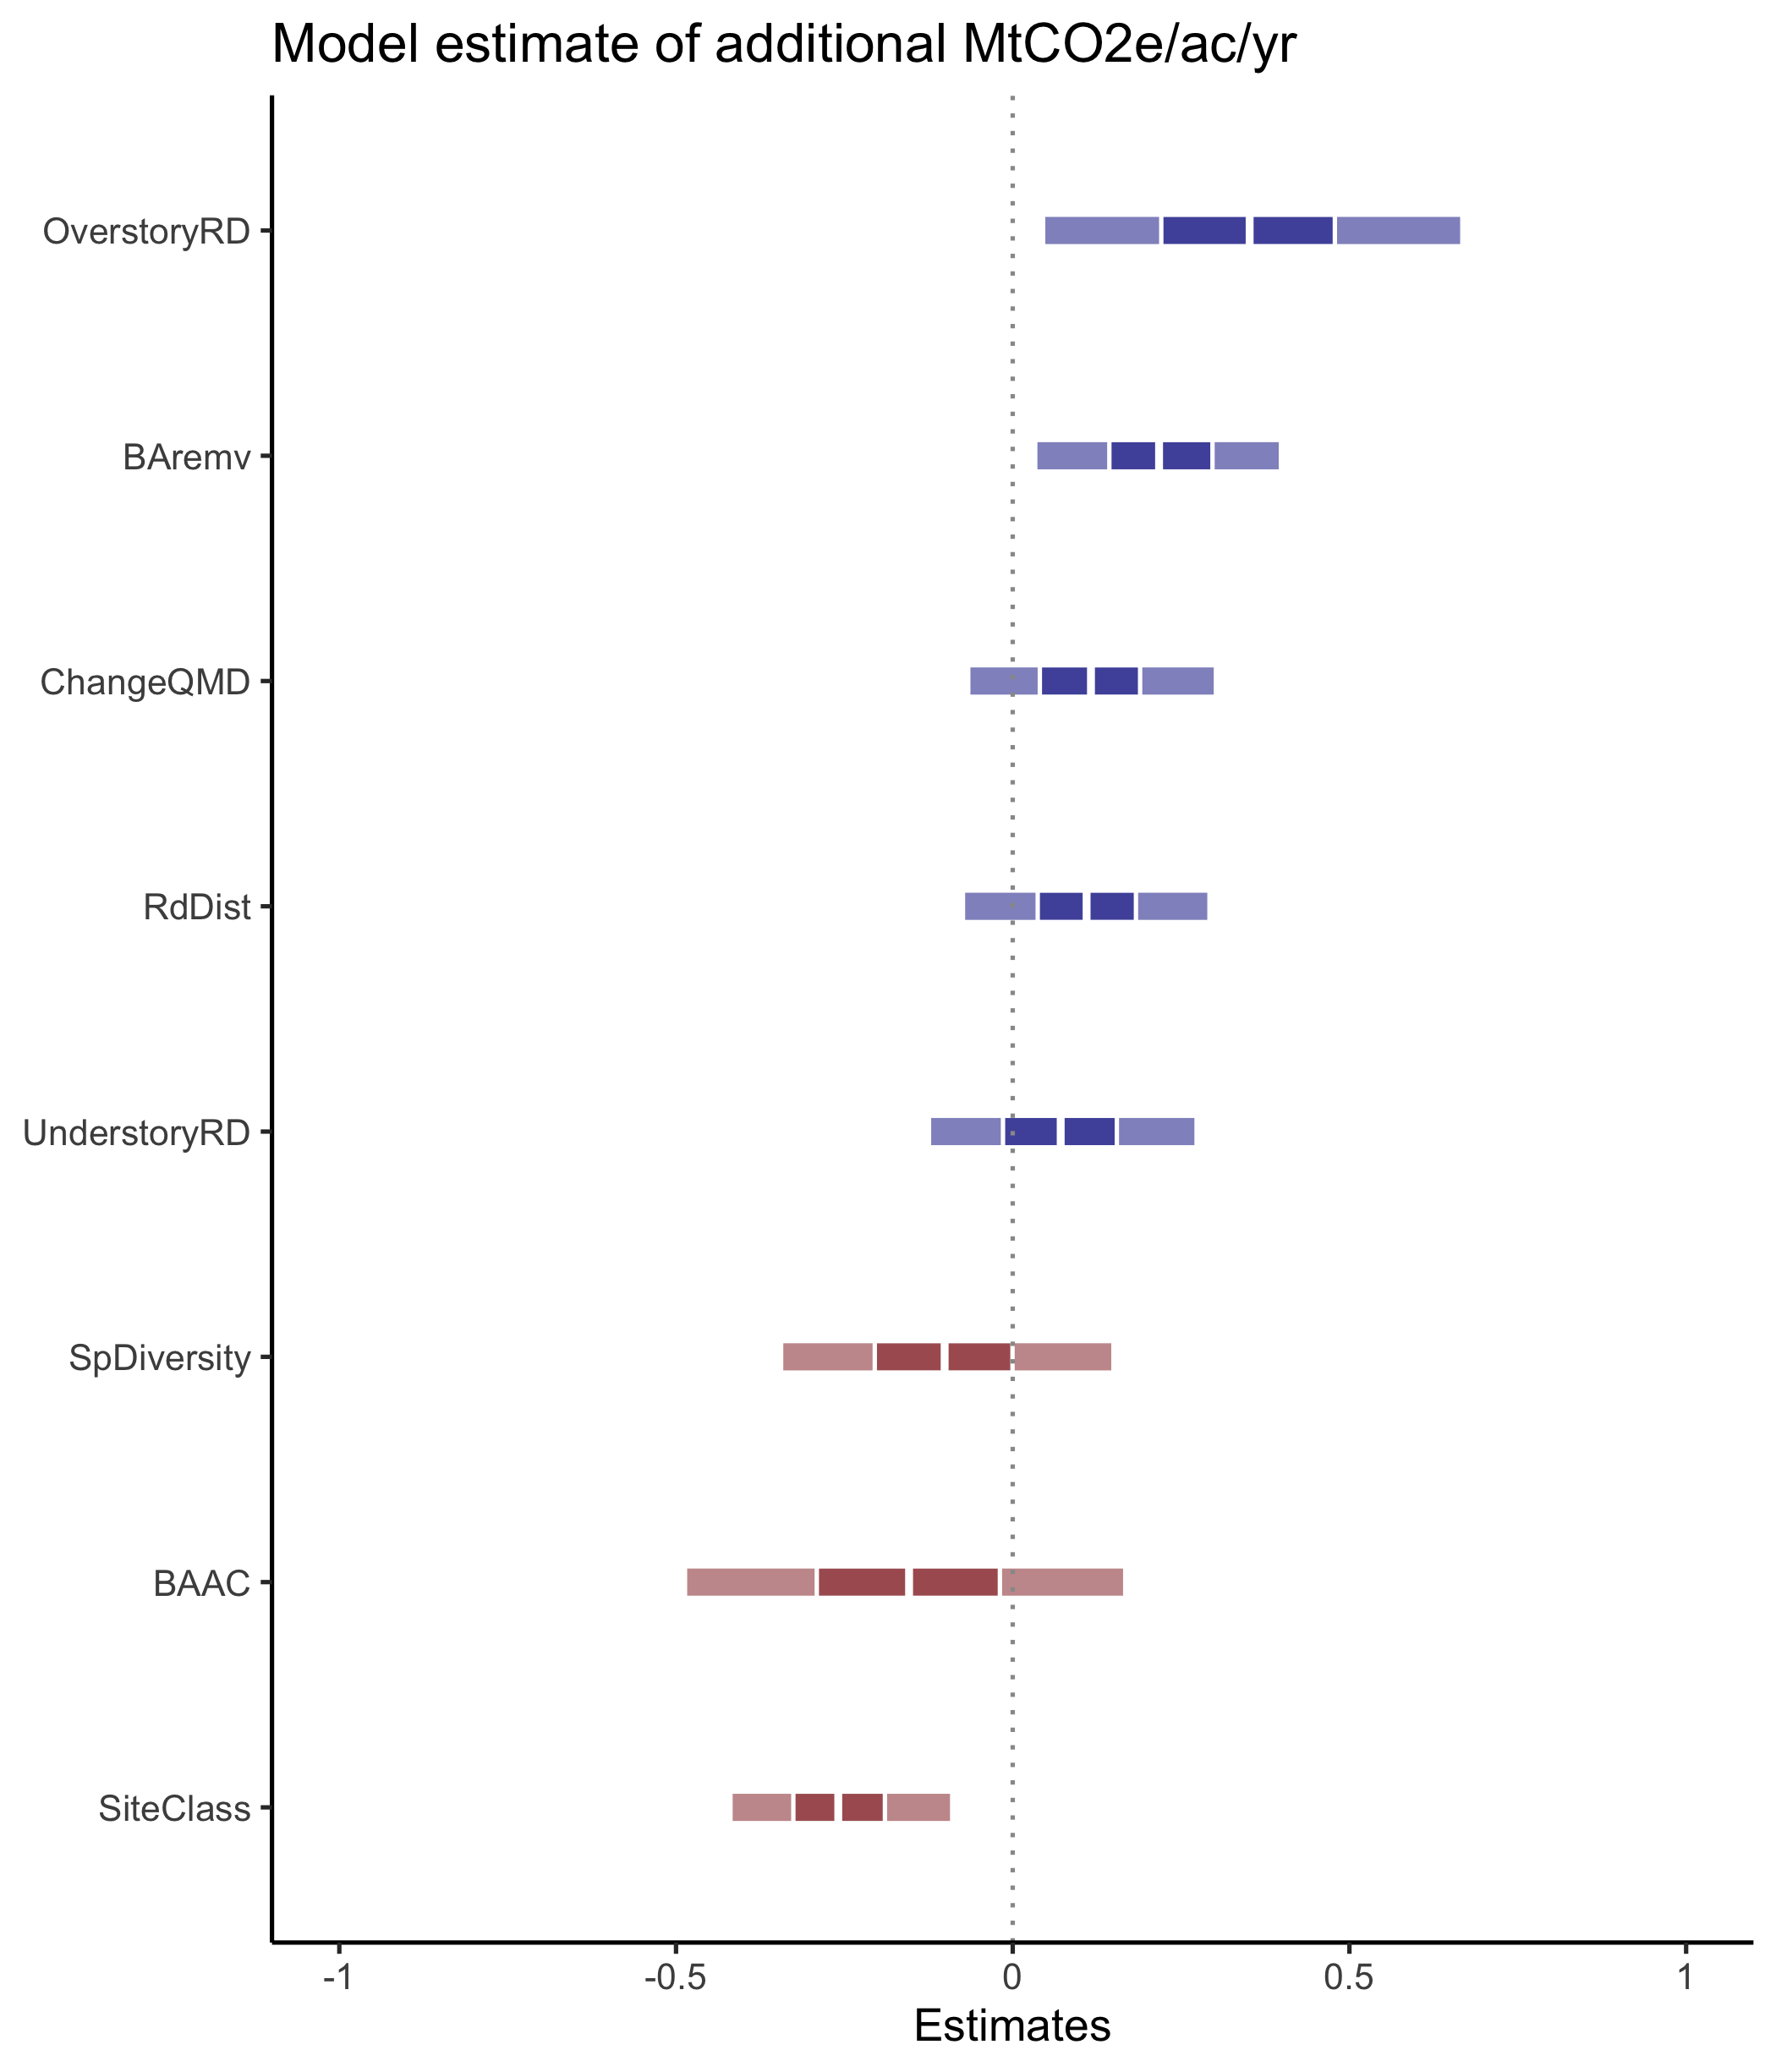 Model estimate of additional MtCO2e/ac/yr
OverstoryRD
BAremv
ChangeQMD
RdDist
UnderstoryRD
SpDiversity
BAAC
SiteClass
-1 -0.5 0 0.5 1
Estimates